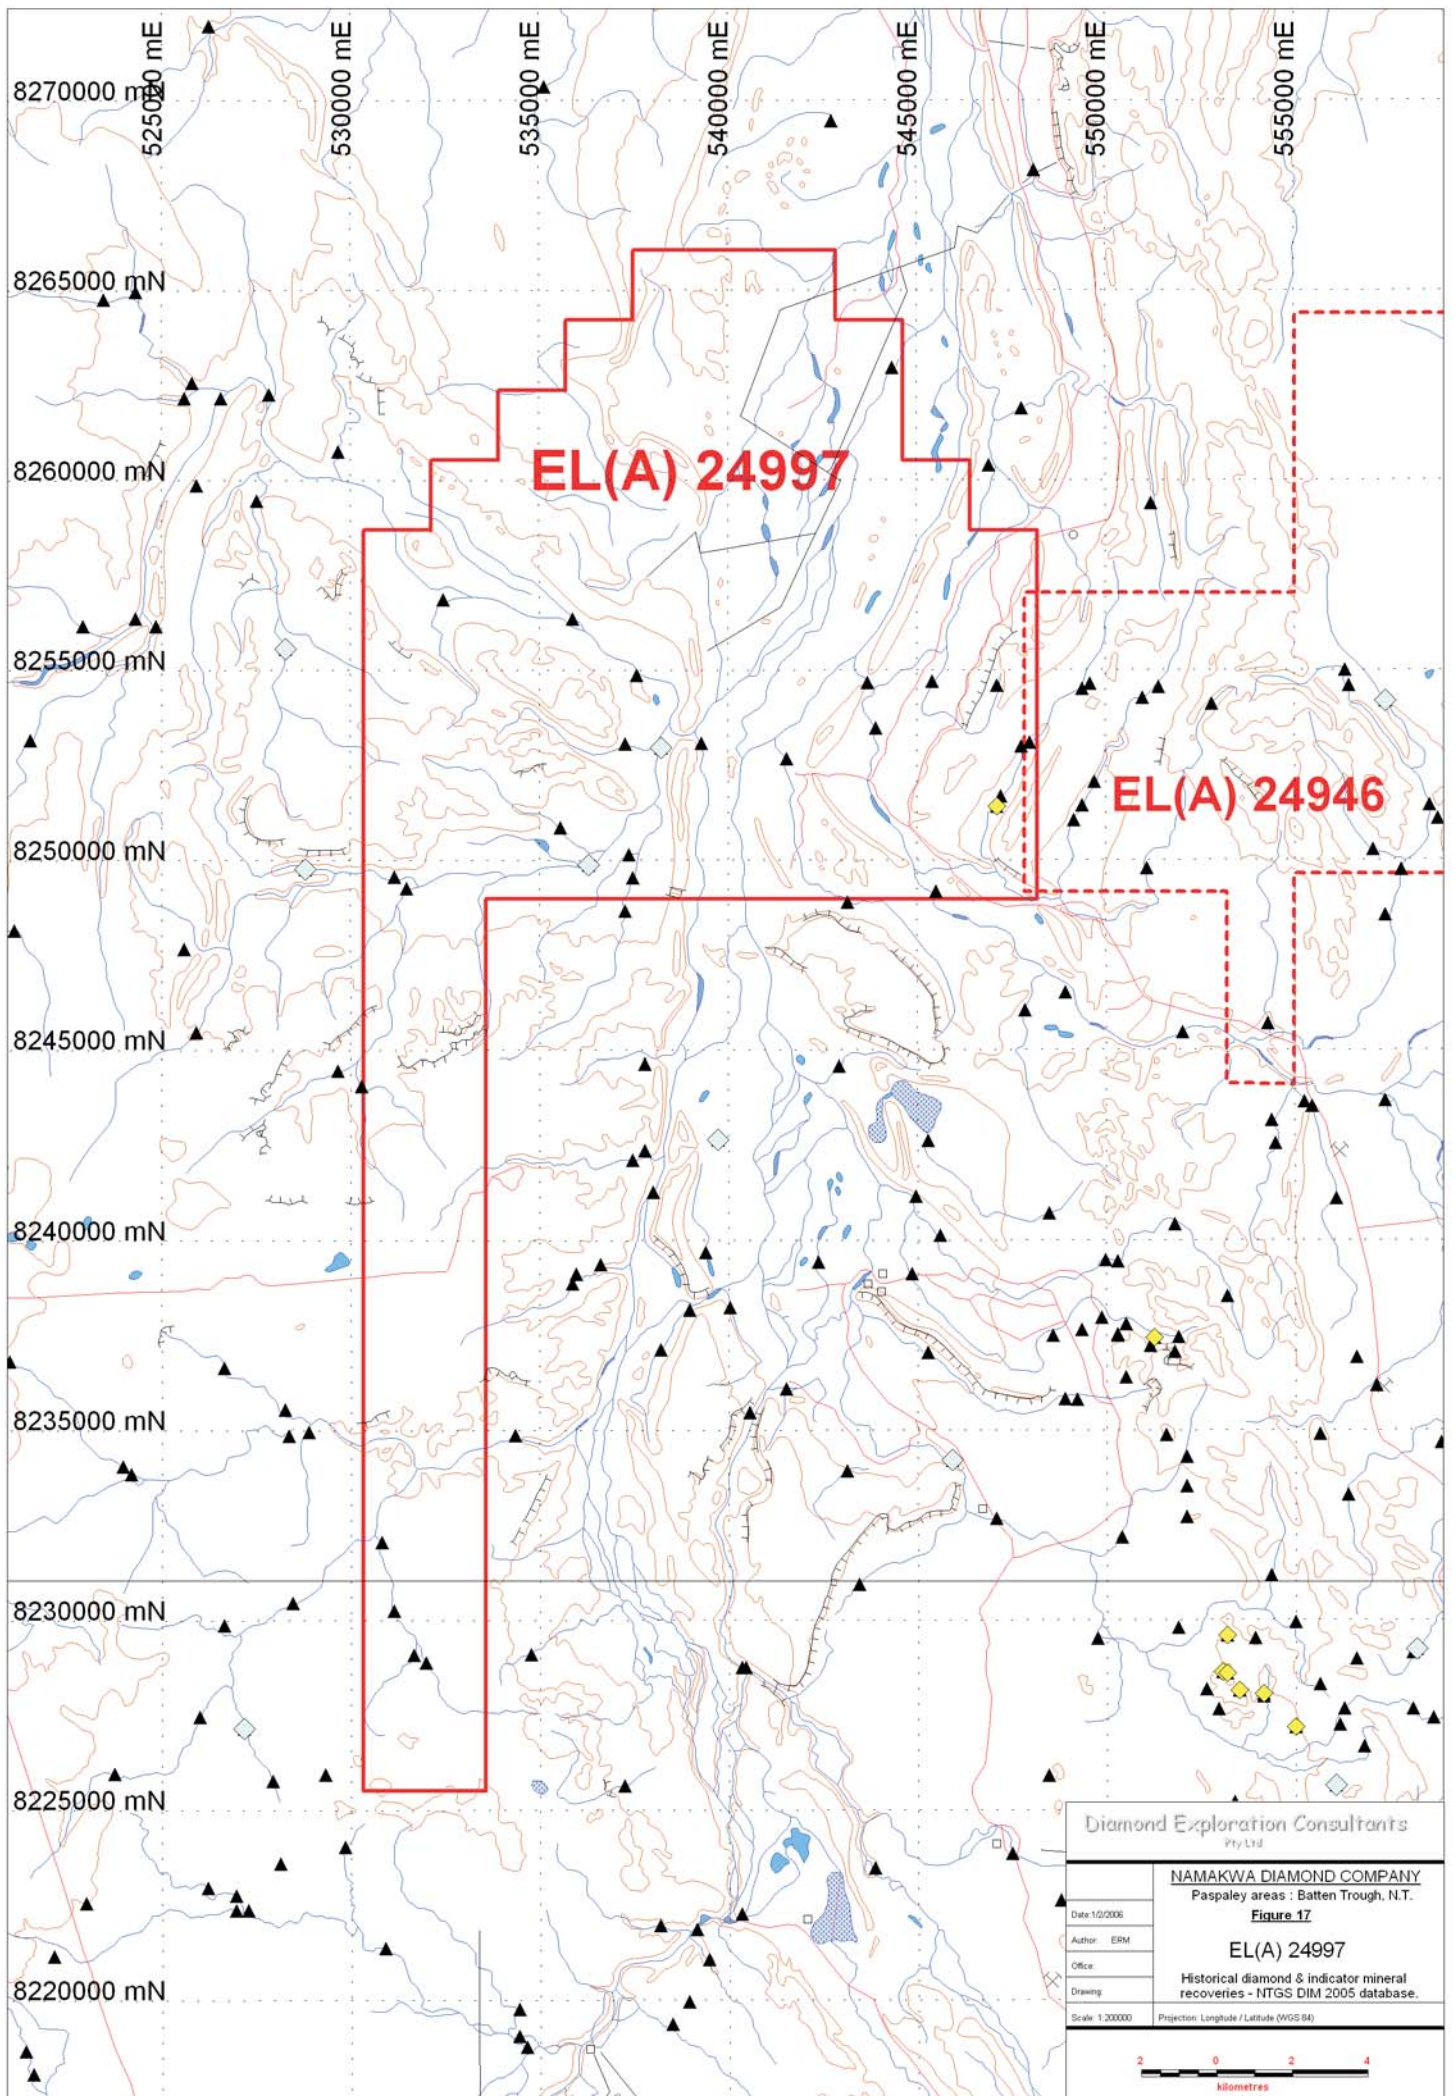 525000 mE
530000 mE
535000 mE
540000 mE
545000 mE
550000 mE
555000 mE
8270000 mN
8265000 mN
8260000 mN
EL(A) 24997
8255000 mN
EL(A) 24946
8250000 mN
8245000 mN
8240000 mN
8235000 mN
8230000 mN
8225000 mN
8220000 mN
Diamond Exploration Consultants
Pty Ltd
NAMAKWA DIAMOND COMPANY
Paspaley areas : Batten Trough, N.T.
Figure 17
Date: 1/2/2006
Author: ERM
EL(A) 24997
Office:
Historical diamond & indicator mineral
recoveries - NTGS DIM 2005 database.
Drawing:
Scale: 1:200000
Projection: Longitude / Latitude (WGS 84)
2 0 2 4
kilometres